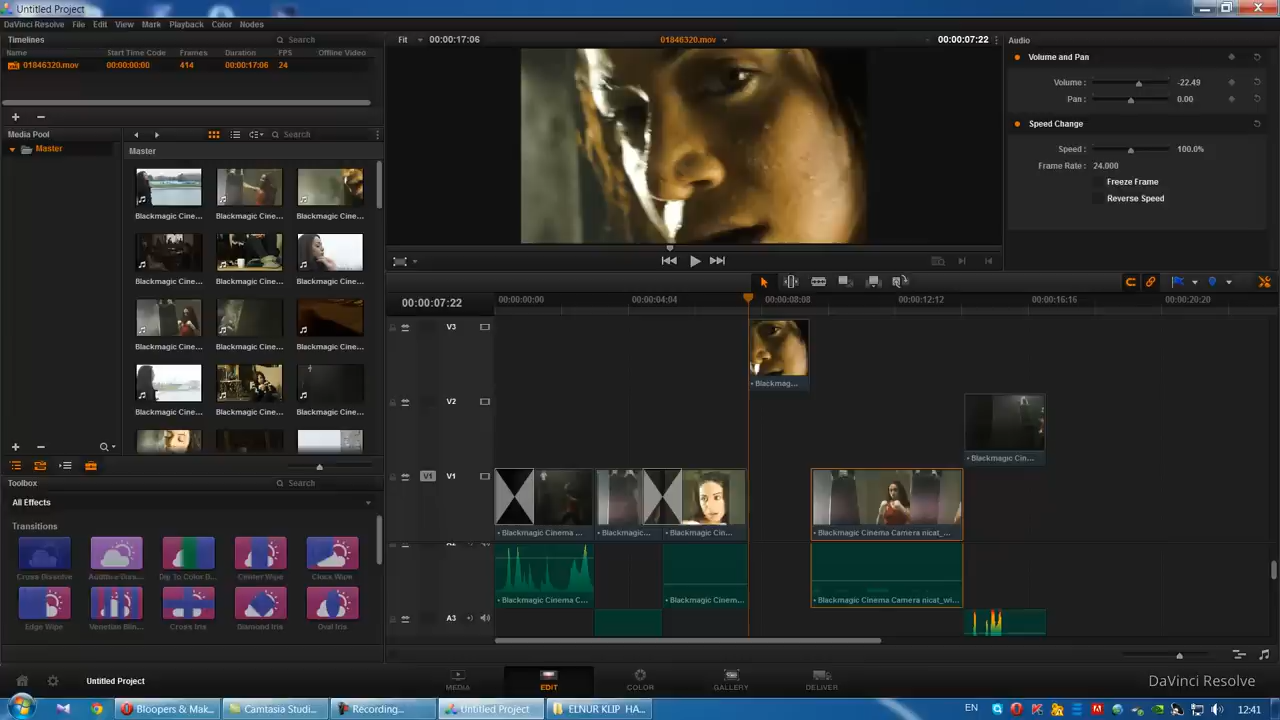 Untitled Project
DaVinci Resolve File Edit View Mark Playback Color Nodes
Timelines Search
Name Start Time Code Frames Duration FPS Offline Video
01846320.mov 00:00:00:00 414 00:00:17:06 24
Media Pool Search
Master
Master
Blackmagic Cine... Blackmagic Cine... Blackmagic Cine...
Blackmagic Cine... Blackmagic Cine... Blackmagic Cine...
Blackmagic Cine... Blackmagic Cine... Blackmagic Cine...
Blackmagic Cine... Blackmagic Cine... Blackmagic Cine...
Toolbox Search
All Effects
Transitions
Cross Dissolve Additive Diss... Dip To Color D... Center Wipe Clock Wipe
Edge Wipe Venetian Blin... Cross Iris Diamond Iris Oval Iris
Fit 00:00:17:06 01846320.mov 00:00:07:22
Audio
Volume and Pan
Volume -22.49
Pan 0.00
Speed Change
Speed: 100.0%
Frame Rate: 24.000
Freeze Frame
Reverse Speed
00:00:07:22 00:00:00:00 00:00:04:04 00:00:08:08 00:00:12:12 00:00:16:16 00:00:20:20
V3
Blackmag...
V2
Blackmagic Cin...
V1 V1
Blackmagic Cinema ... Blackmagic... Blackmagic Cin... Blackmagic Cinema Camera nicat_...
Blackmagic Cinema C... Blackmagic Cinem... Blackmagic Cinema Camera nicat_wi...
A3
Untitled Project MEDIA EDIT COLOR GALLERY DELIVER DaVinci Resolve
Bloopers & Mak... Camtasia Studi... Recording... Untitled Project ELNUR KLIP HA... EN 12:41